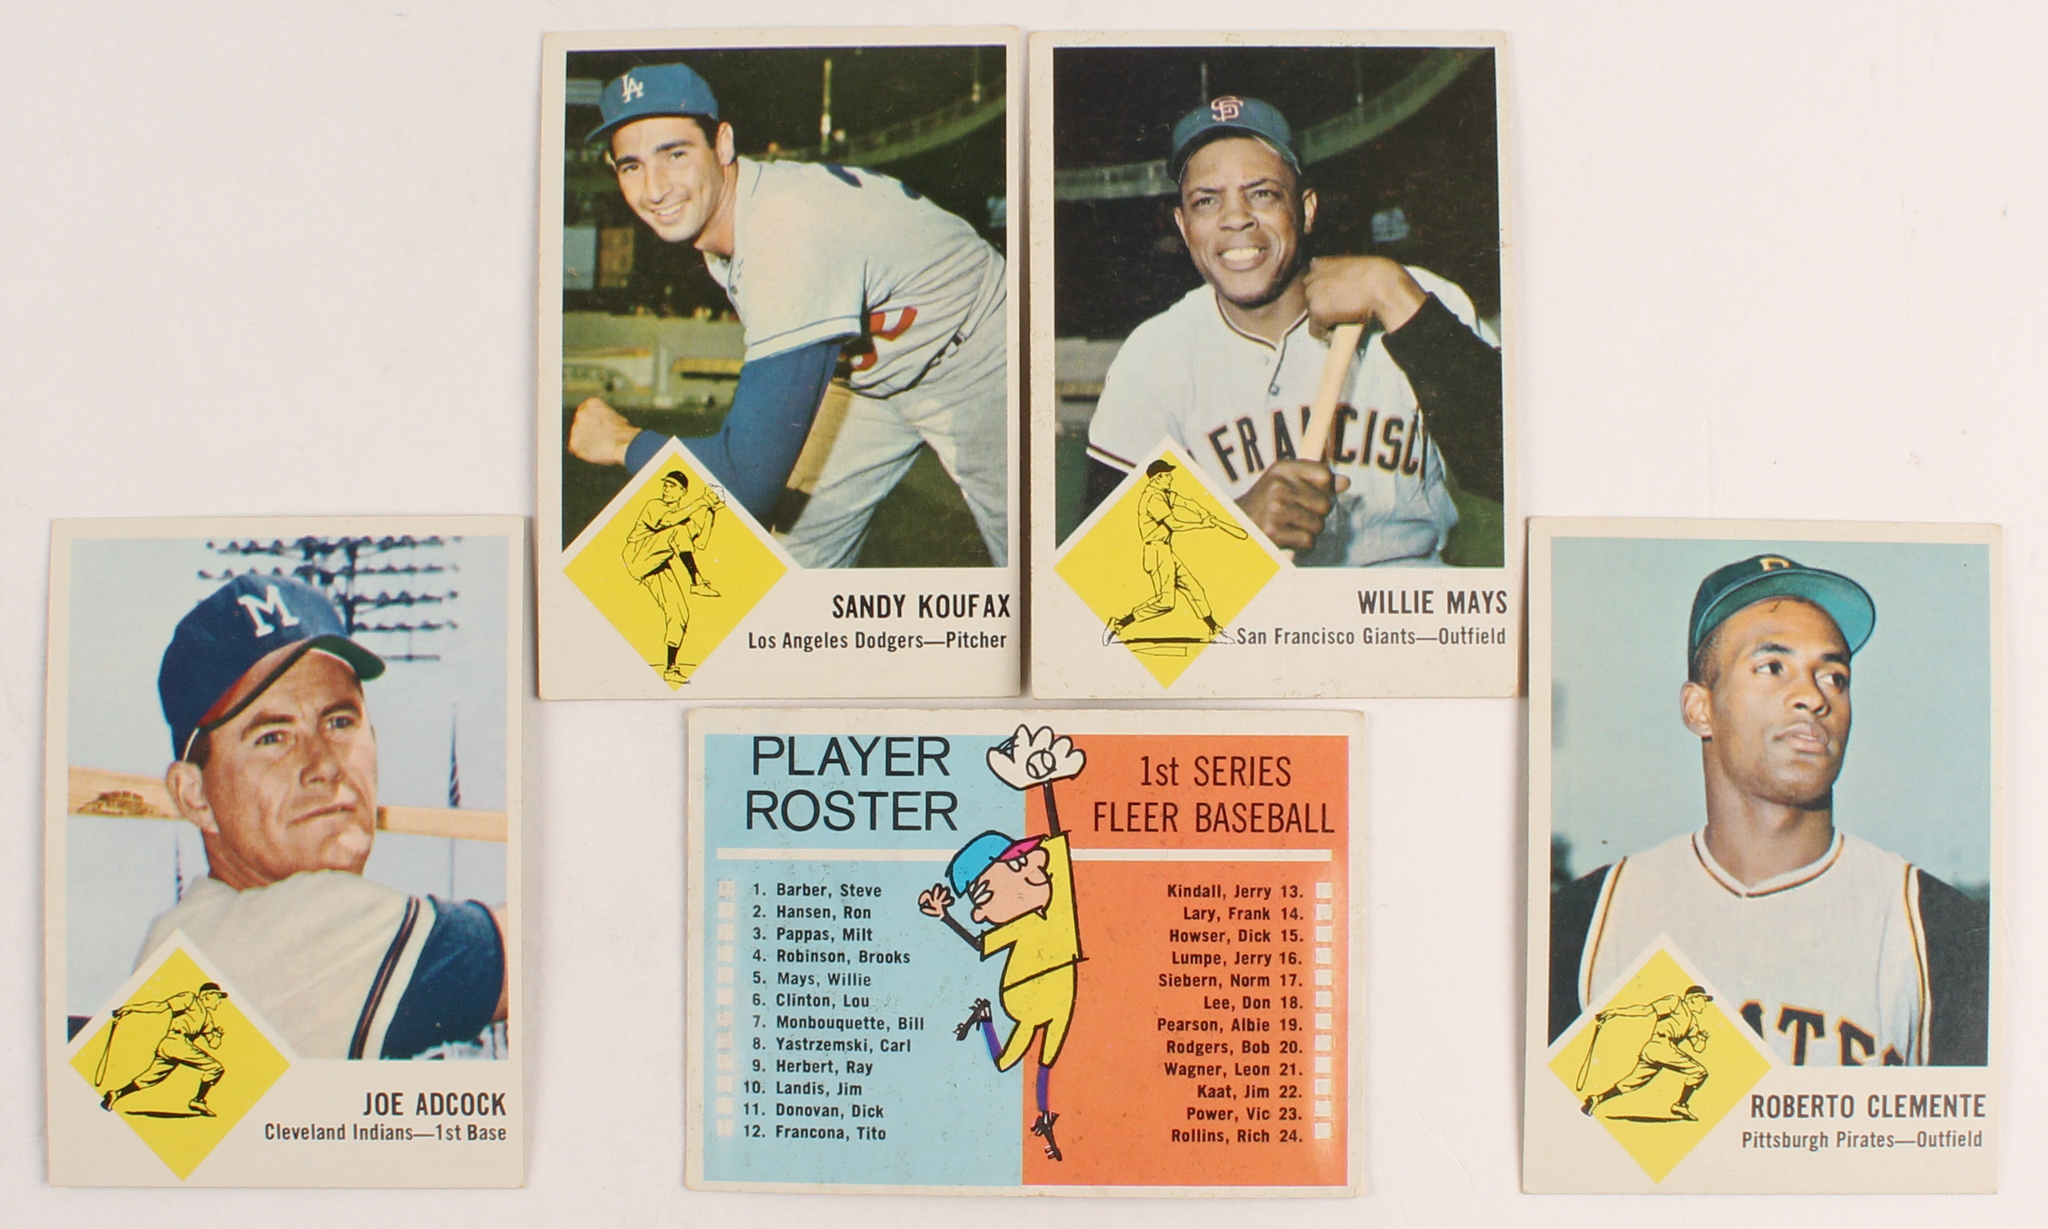 LA
SANDY KOUFAX
Los Angeles Dodgers—Pitcher
SF
FRANCISC
WILLIE MAYS
San Francisco Giants—Outfield
M
JOE ADCOCK
Cleveland Indians—1st Base
PLAYER
ROSTER
1. Barber, Steve
2. Hansen, Ron
3. Pappas, Milt
4. Robinson, Brooks
5. Mays, Willie
6. Clinton, Lou
7. Monbouquette, Bill
8. Yastrzemski, Carl
9. Herbert, Ray
10. Landis, Jim
11. Donovan, Dick
12. Francona, Tito
1st SERIES
FLEER BASEBALL
Kindall, Jerry 13.
Lary, Frank 14.
Howser, Dick 15.
Lumpe, Jerry 16.
Siebern, Norm 17.
Lee, Don 18.
Pearson, Albie 19.
Rodgers, Bob 20.
Wagner, Leon 21.
Kaat, Jim 22.
Power, Vic 23.
Rollins, Rich 24.
P
ATE
ROBERTO CLEMENTE
Pittsburgh Pirates—Outfield